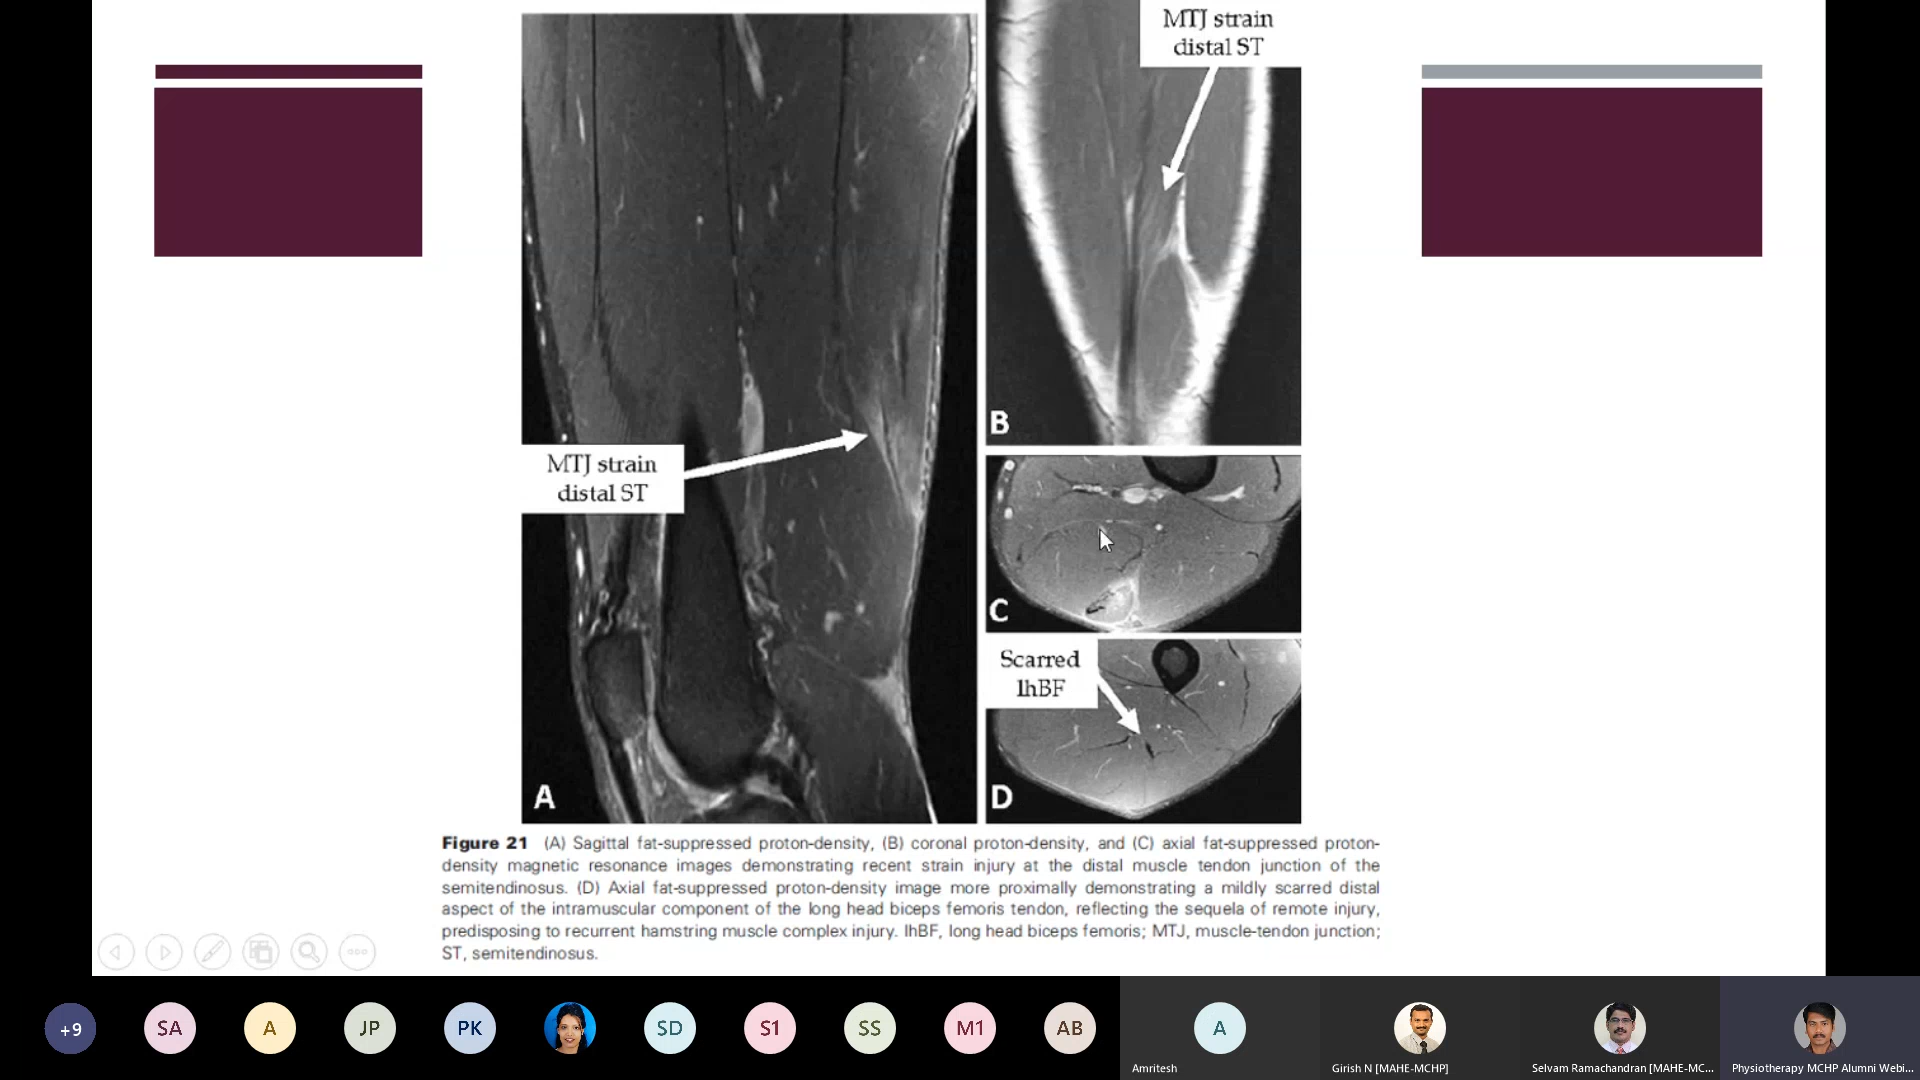 MTJ strain
distal ST
MTJ strain
distal ST
B
C
Scarred
lhBF
A
D
Figure 21 (A) Sagittal fat-suppressed proton-density, (B) coronal proton-density, and (C) axial fat-suppressed proton-
density magnetic resonance images demonstrating recent strain injury at the distal muscle tendon junction of the
semitendinosus. (D) Axial fat-suppressed proton-density image more proximally demonstrating a mildly scarred distal
aspect of the intramuscular component of the long head biceps femoris tendon, reflecting the sequela of remote injury,
predisposing to recurrent hamstring muscle complex injury. lhBF, long head biceps femoris; MTJ, muscle-tendon junction;
ST, semitendinosus.
+9
SA
A
JP
PK
SD
S1
SS
M1
AB
A
Amritesh
Girish N [MAHE-MCHP]
Selvam Ramachandran [MAHE-MC...
Physiotherapy MCHP Alumni Webi...